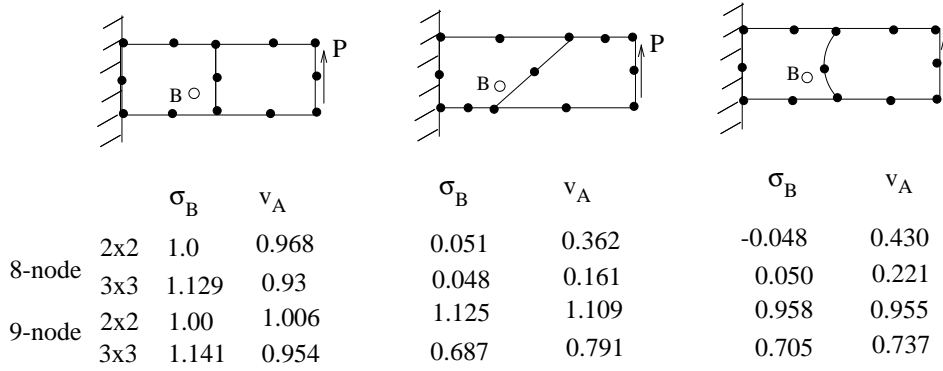 P
P
B
B
B
σB vA
σB vA
σB vA
8-node 2x2 1.0 0.968 0.051 0.362 -0.048 0.430
3x3 1.129 0.93 0.048 0.161 0.050 0.221
9-node 2x2 1.00 1.006 1.125 1.109 0.958 0.955
3x3 1.141 0.954 0.687 0.791 0.705 0.737